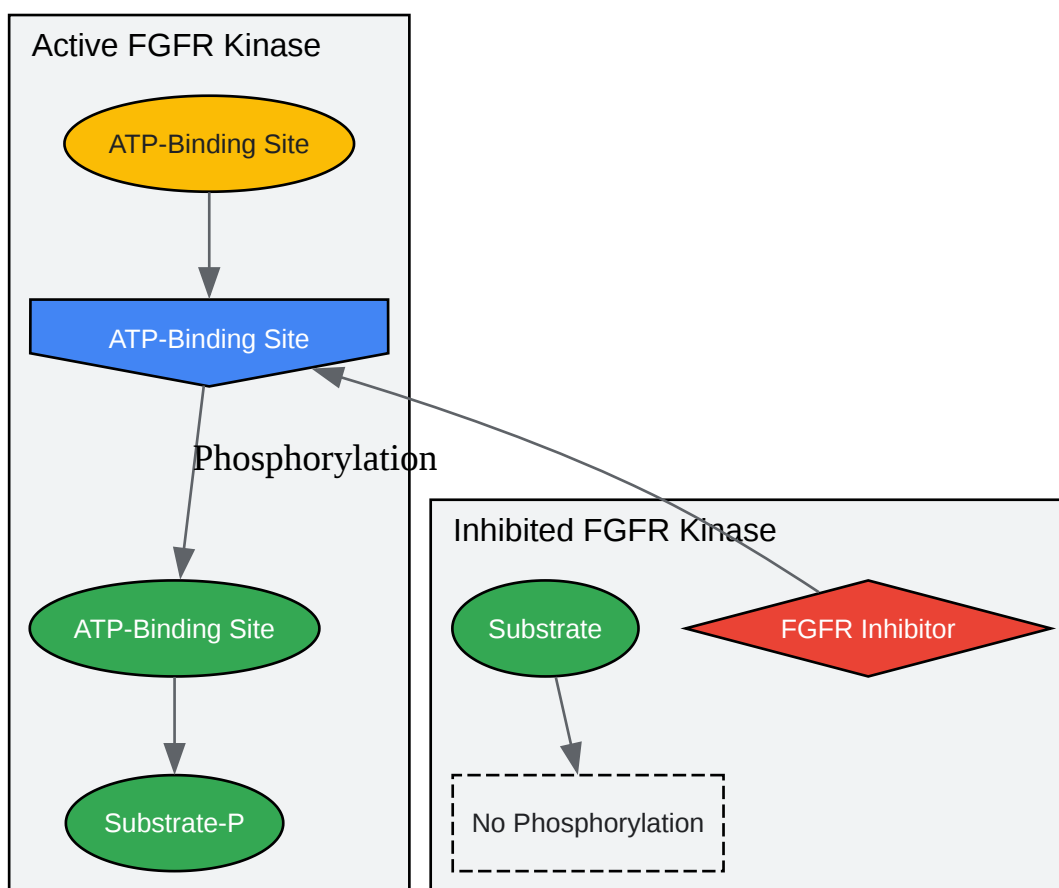 Active FGFR Kinase
ATP-Binding Site
ATP-Binding Site
Phosphorylation
ATP-Binding Site
Substrate-P
Inhibited FGFR Kinase
Substrate
FGFR Inhibitor
No Phosphorylation